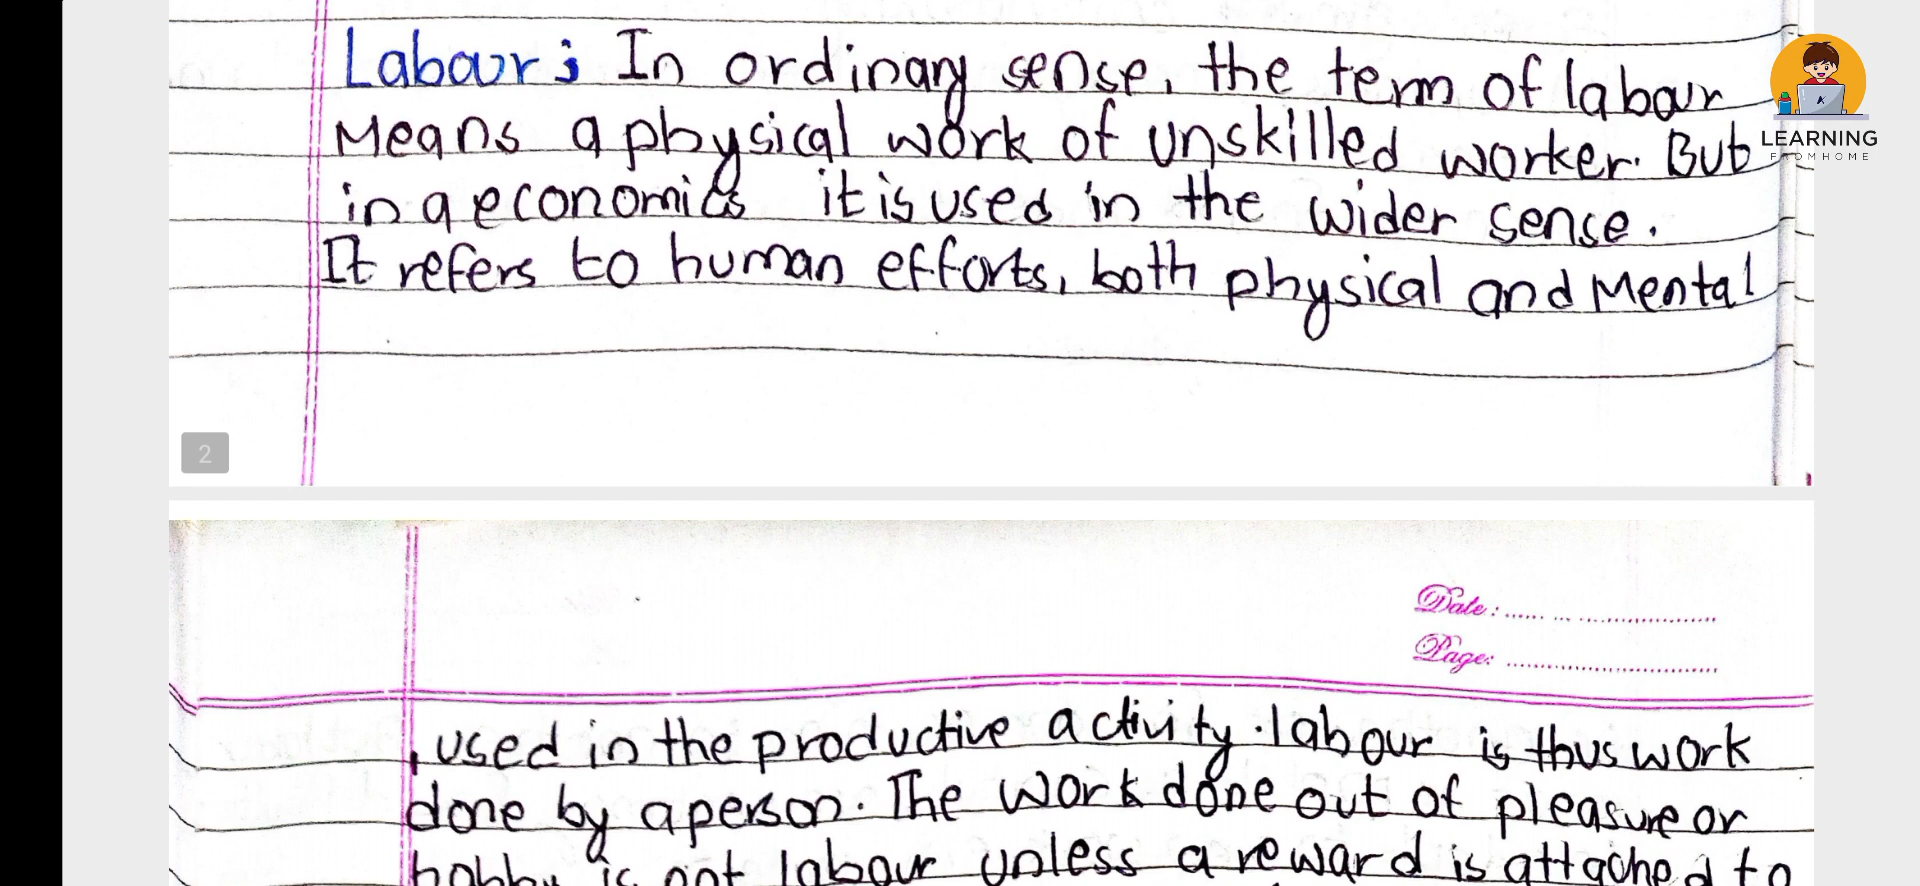 Labour: In ordinary sense, the term of labour
LEARNING
FROMHOME
Means a physical work of unskilled worker. But
in a economics it is used in the wider sense.
It refers to human efforts, both physical and Mental
2
Date:
Page:
, used in the productive activity. labour is thus work
done by a person. The work done out of pleasure or
hobby is not labour unless a reward is attached to